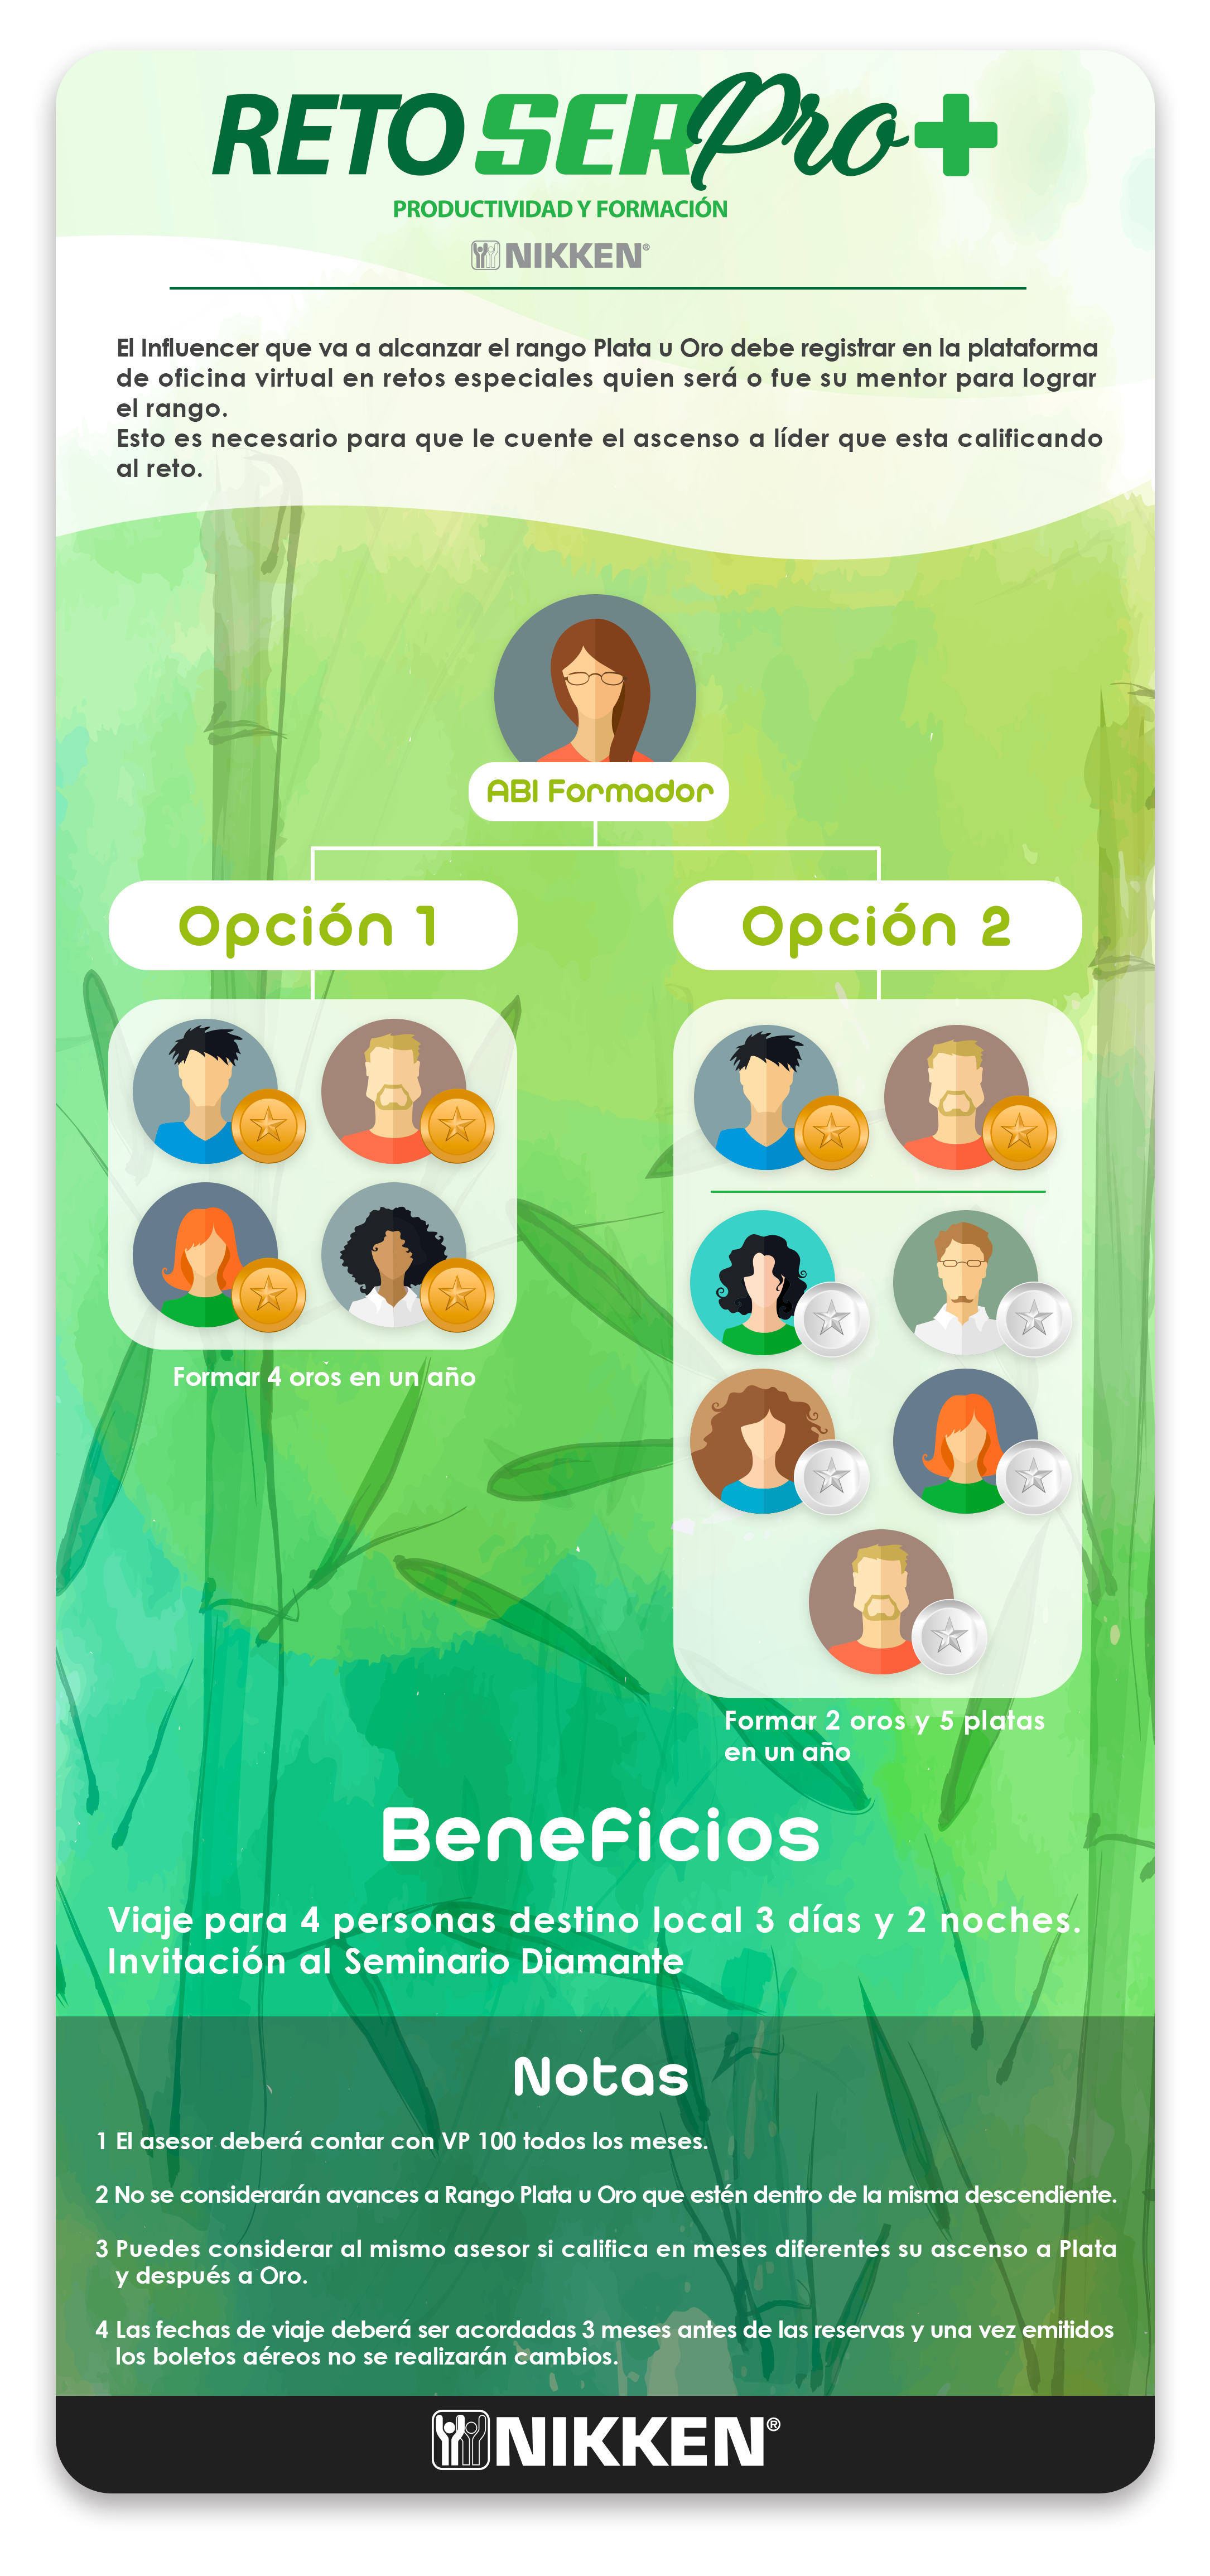 RETO SER Pro +
PRODUCTIVIDAD Y FORMACIÓN
NIKKEN®
El Influencer que va a alcanzar el rango Plata u Oro debe registrar en la plataforma
de oficina virtual en retos especiales quien será o fue su mentor para lograr
el rango.
Esto es necesario para que le cuente el ascenso a líder que esta calificando
al reto.
ABI Formador
Opción 1
Opción 2
Formar 4 oros en un año
Formar 2 oros y 5 platas
en un año
Beneficios
Viaje para 4 personas destino local 3 días y 2 noches.
Invitación al Seminario Diamante
Notas
1 El asesor deberá contar con VP 100 todos los meses.
2 No se considerarán avances a Rango Plata u Oro que estén dentro de la misma descendiente.
3 Puedes considerar al mismo asesor si califica en meses diferentes su ascenso a Plata
y después a Oro.
4 Las fechas de viaje deberá ser acordadas 3 meses antes de las reservas y una vez emitidos
los boletos aéreos no se realizarán cambios.
NIKKEN®